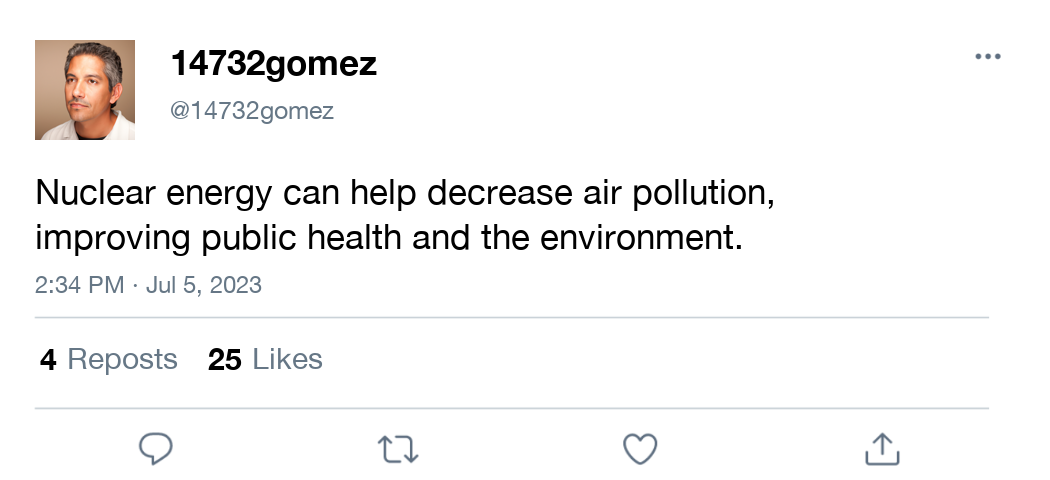 14732gomez
@14732gomez
Nuclear energy can help decrease air pollution,
improving public health and the environment.
2:34 PM · Jul 5, 2023
4 Reposts 25 Likes